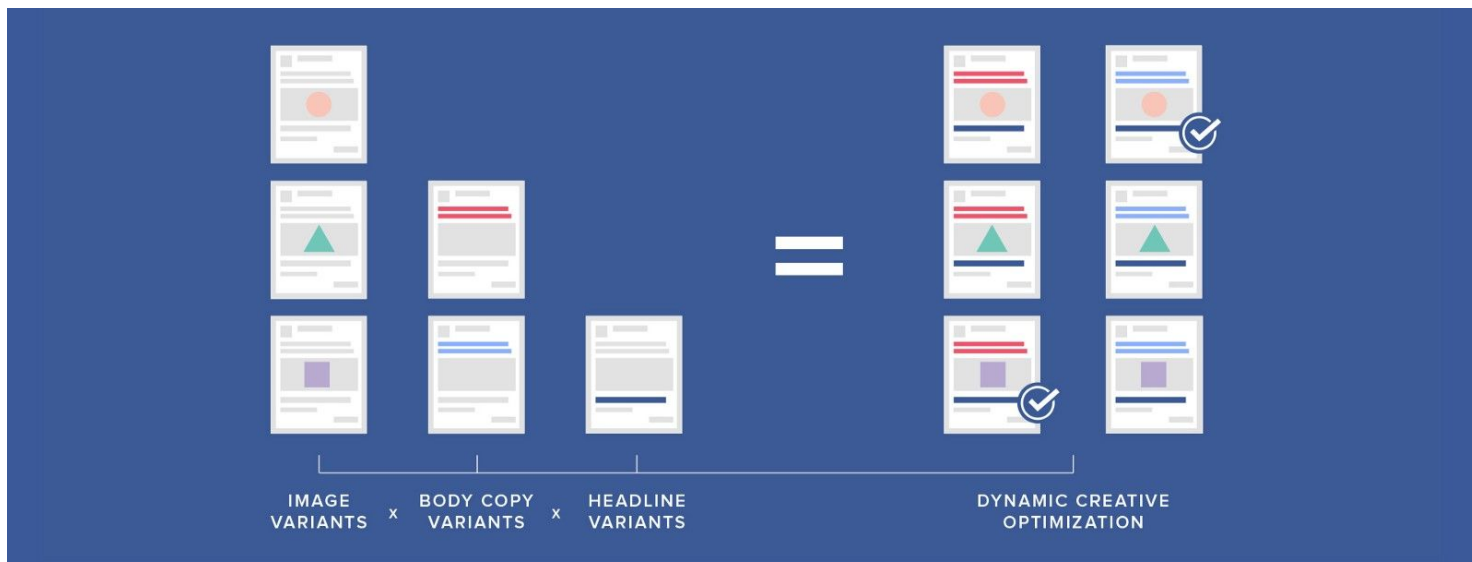 IMAGE
VARIANTS
x
BODY COPY
VARIANTS
x
HEADLINE
VARIANTS
=
DYNAMIC CREATIVE
OPTIMIZATION